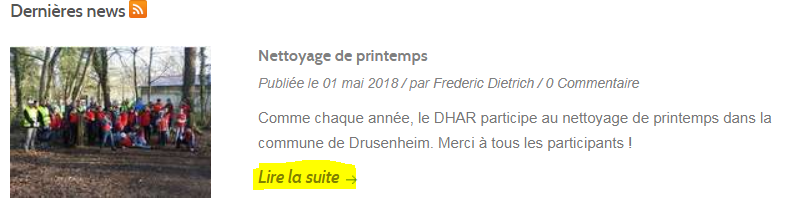 Dernières news
Nettoyage de printemps
Publiée le 01 mai 2018 / par Frederic Dietrich / 0 Commentaire
Comme chaque année, le DHAR participe au nettoyage de printemps dans la
commune de Drusenheim. Merci à tous les participants !
Lire la suite →